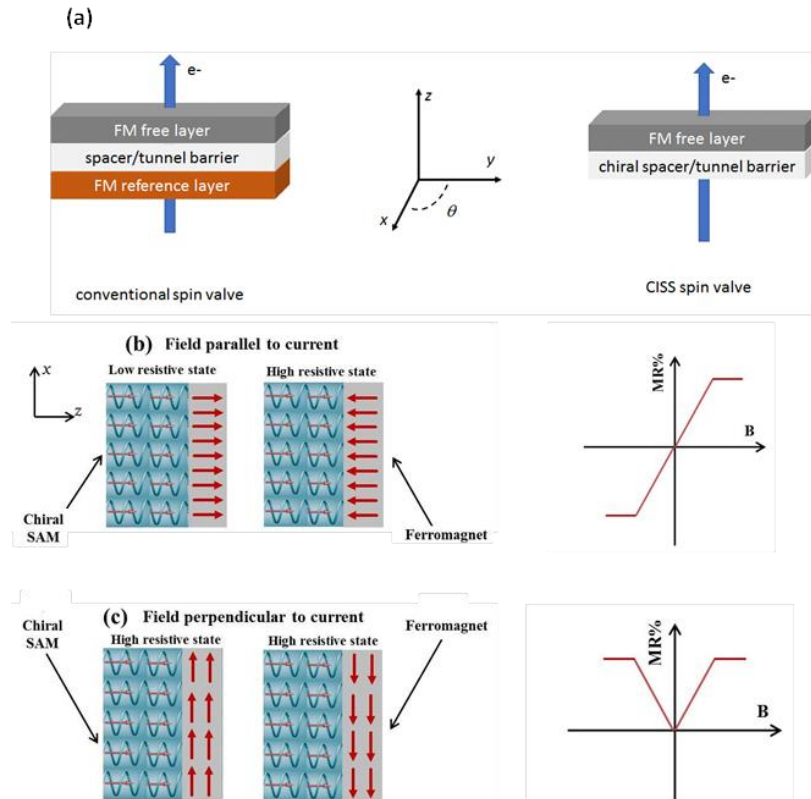 (a)
e-
FM free layer
spacer/tunnel barrier
FM reference layer
conventional spin valve
z
y
x
θ
e-
FM free layer
chiral spacer/tunnel barrier
CISS spin valve
(b) Field parallel to current
Low resistive state
High resistive state
x
z
Chiral
SAM
Ferromagnet
MR%
B
(c) Field perpendicular to current
Chiral
SAM
High resistive state
High resistive state
Ferromagnet
MR%
B